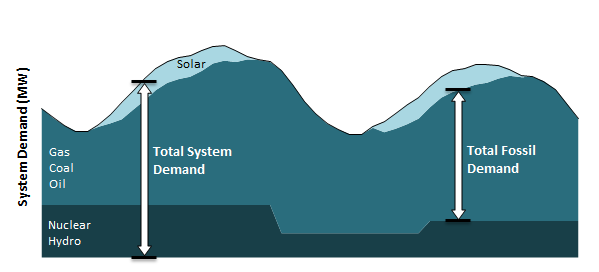 System Demand (MW)
Solar
Gas
Coal
Oil
Total System
Demand
Total Fossil
Demand
Nuclear
Hydro